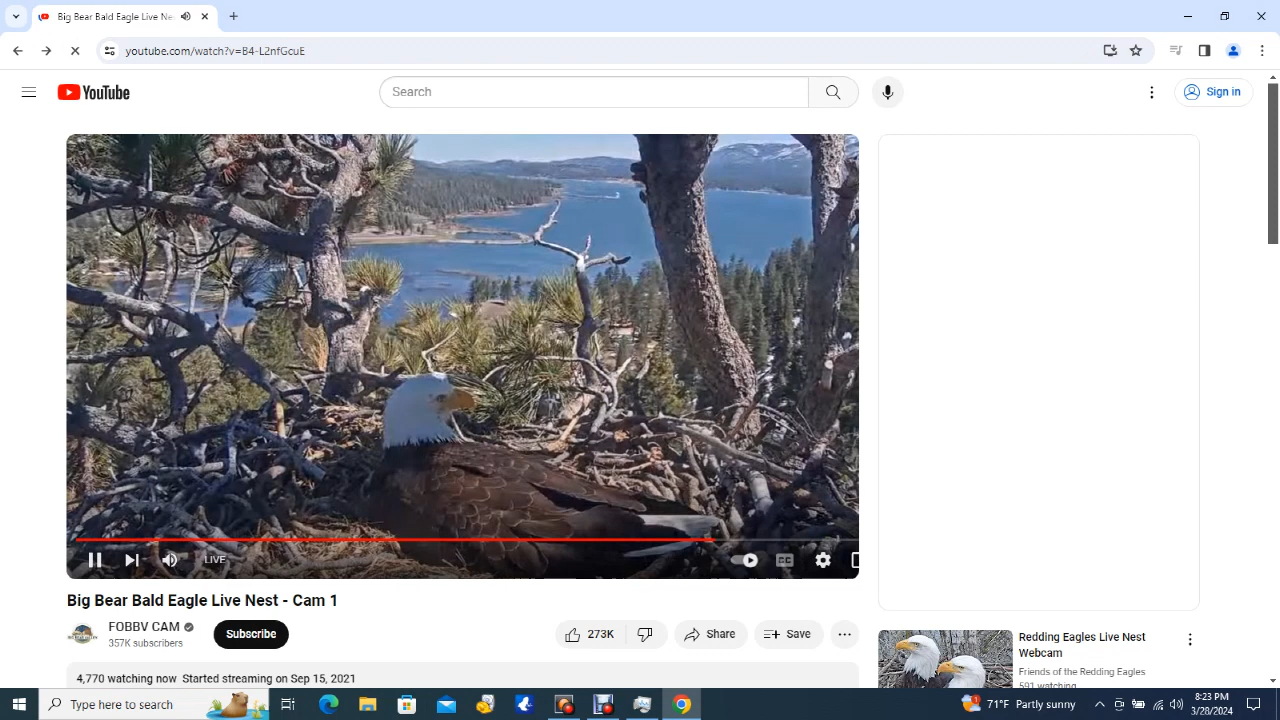 Big Bear Bald Eagle Live Ne
youtube.com/watch?v=B4-L2nfGcuE
YouTube
Search
Sign in
LIVE
CC
Big Bear Bald Eagle Live Nest - Cam 1
FOBBV CAM
357K subscribers
Subscribe
273K
Share
Save
4,770 watching now Started streaming on Sep 15, 2021
Redding Eagles Live Nest
Webcam
Friends of the Redding Eagles
591 watching
Type here to search
1
71°F Partly sunny
8:23 PM
3/28/2024